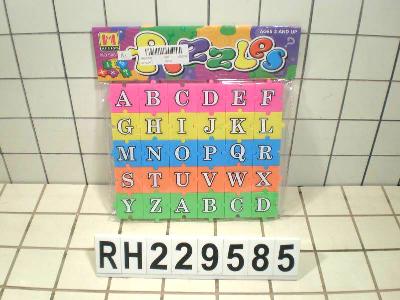 AGES 3 AND UP
PUZZLES
A B C D E F
G H I J K L
M N O P Q R
S T U V W X
Y Z A B C D
RH229585